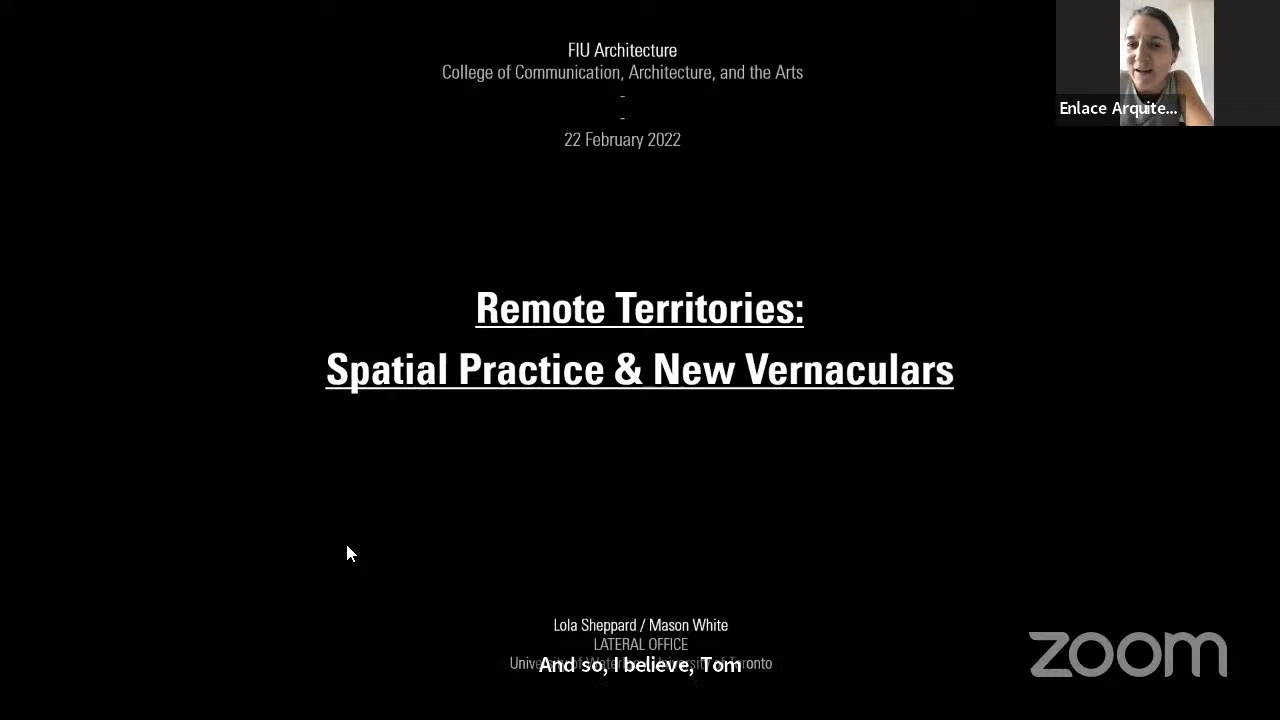 FIU Architecture
College of Communication, Architecture, and the Arts
-
-
22 February 2022
Enlace Arquite...
Remote Territories:
Spatial Practice & New Vernaculars
Lola Sheppard / Mason White
LATERAL OFFICE
And so, I believe, Tom
zoom